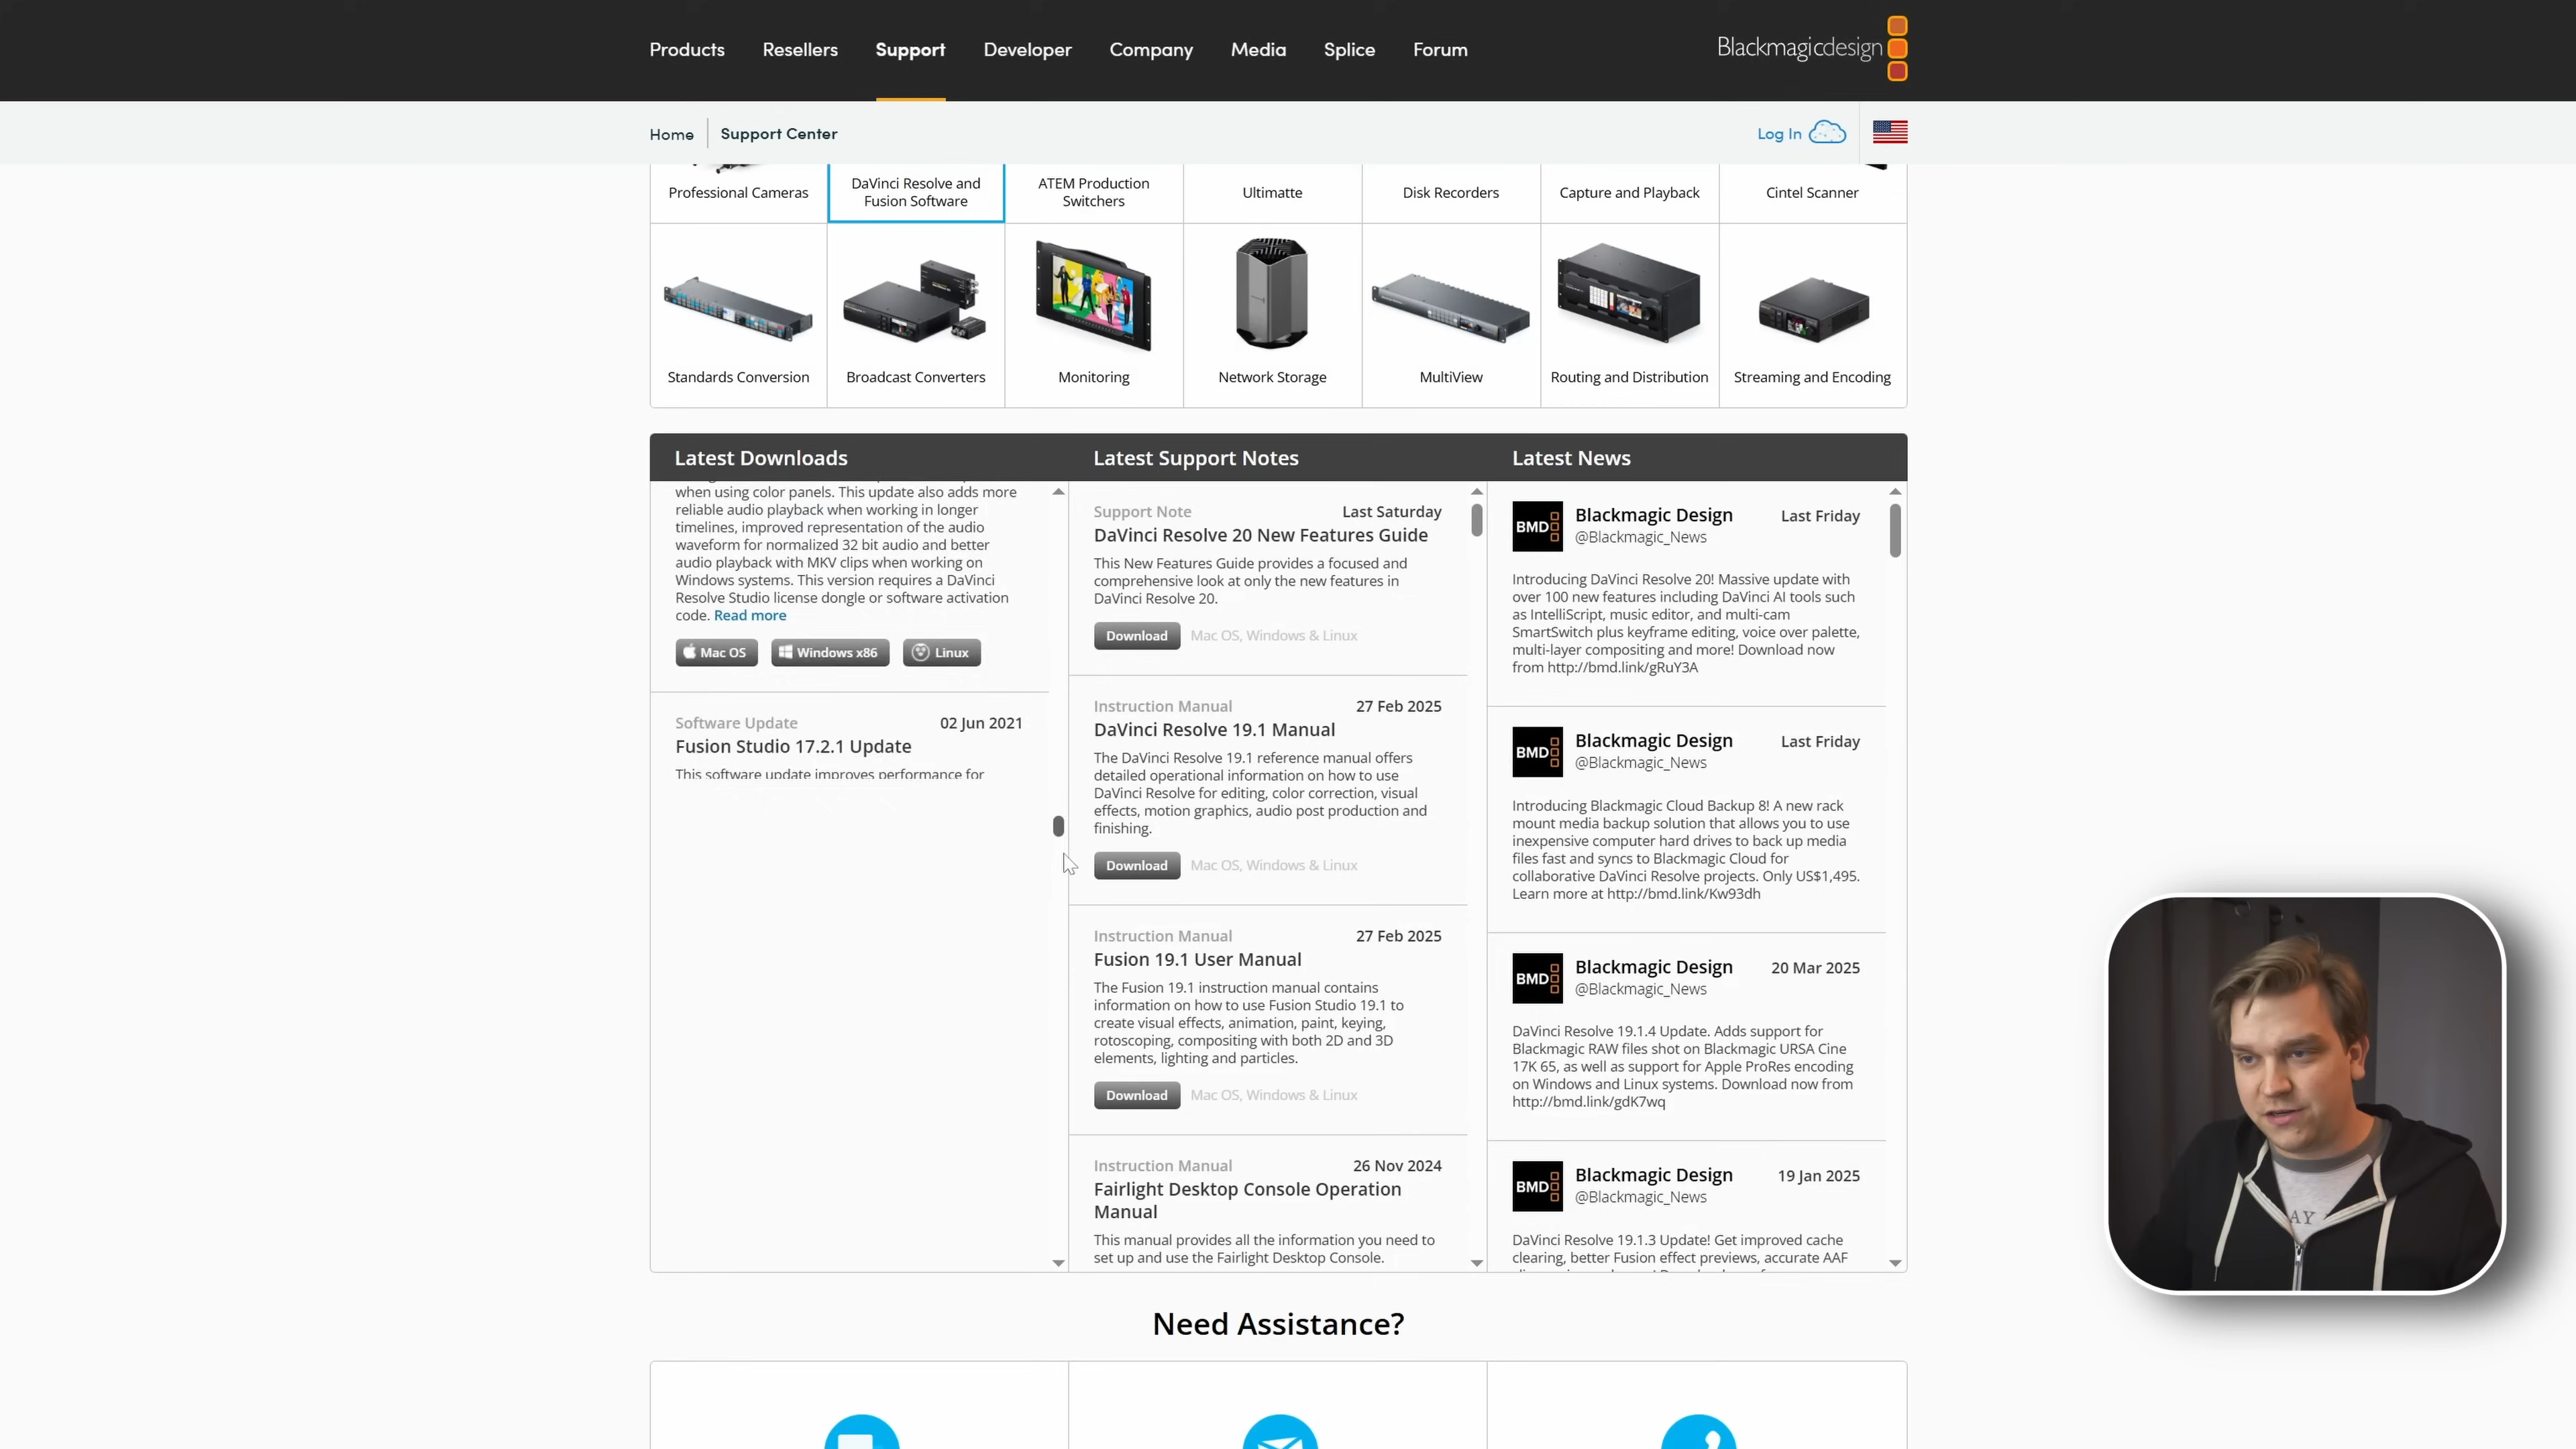 Products
Resellers
Support
Developer
Company
Media
Splice
Forum
Blackmagicdesign
Home
Support Center
Log In
Professional Cameras
DaVinci Resolve and
Fusion Software
ATEM Production
Switchers
Ultimatte
Disk Recorders
Capture and Playback
Cintel Scanner
Standards Conversion
Broadcast Converters
Monitoring
Network Storage
MultiView
Routing and Distribution
Streaming and Encoding
Latest Downloads
when using color panels. This update also adds more
reliable audio playback when working in longer
timelines, improved representation of the audio
waveform for normalized 32 bit audio and better
audio playback with MKV clips when working on
Windows systems. This version requires a DaVinci
Resolve Studio license dongle or software activation
code. Read more
Mac OS
Windows x86
Linux
Software Update
02 Jun 2021
Fusion Studio 17.2.1 Update
This software update improves performance for
Latest Support Notes
Support Note
Last Saturday
DaVinci Resolve 20 New Features Guide
This New Features Guide provides a focused and
comprehensive look at only the new features in
DaVinci Resolve 20.
Download
Mac OS, Windows & Linux
Instruction Manual
27 Feb 2025
DaVinci Resolve 19.1 Manual
The DaVinci Resolve 19.1 reference manual offers
detailed operational information on how to use
DaVinci Resolve for editing, color correction, visual
effects, motion graphics, audio post production and
finishing.
Download
Mac OS, Windows & Linux
Instruction Manual
27 Feb 2025
Fusion 19.1 User Manual
The Fusion 19.1 instruction manual contains
information on how to use Fusion Studio 19.1 to
create visual effects, animation, paint, keying,
rotoscoping, compositing with both 2D and 3D
elements, lighting and particles.
Download
Mac OS, Windows & Linux
Instruction Manual
26 Nov 2024
Fairlight Desktop Console Operation
Manual
This manual provides all the information you need to
set up and use the Fairlight Desktop Console.
Latest News
BMD
Blackmagic Design
Last Friday
@Blackmagic_News
Introducing DaVinci Resolve 20! Massive update with
over 100 new features including DaVinci AI tools such
as IntelliScript, music editor, and multi-cam
SmartSwitch plus keyframe editing, voice over palette,
multi-layer compositing and more! Download now
from http://bmd.link/gRuY3A
BMD
Blackmagic Design
Last Friday
@Blackmagic_News
Introducing Blackmagic Cloud Backup 8! A new rack
mount media backup solution that allows you to use
inexpensive computer hard drives to back up media
files fast and syncs to Blackmagic Cloud for
collaborative DaVinci Resolve projects. Only US$1,495.
Learn more at http://bmd.link/Kw93dh
BMD
Blackmagic Design
20 Mar 2025
@Blackmagic_News
DaVinci Resolve 19.1.4 Update. Adds support for
Blackmagic RAW files shot on Blackmagic URSA Cine
17K 65, as well as support for Apple ProRes encoding
on Windows and Linux systems. Download now from
http://bmd.link/gdK7wq
BMD
Blackmagic Design
19 Jan 2025
@Blackmagic_News
DaVinci Resolve 19.1.3 Update! Get improved cache
clearing, better Fusion effect previews, accurate AAF
Need Assistance?
AY